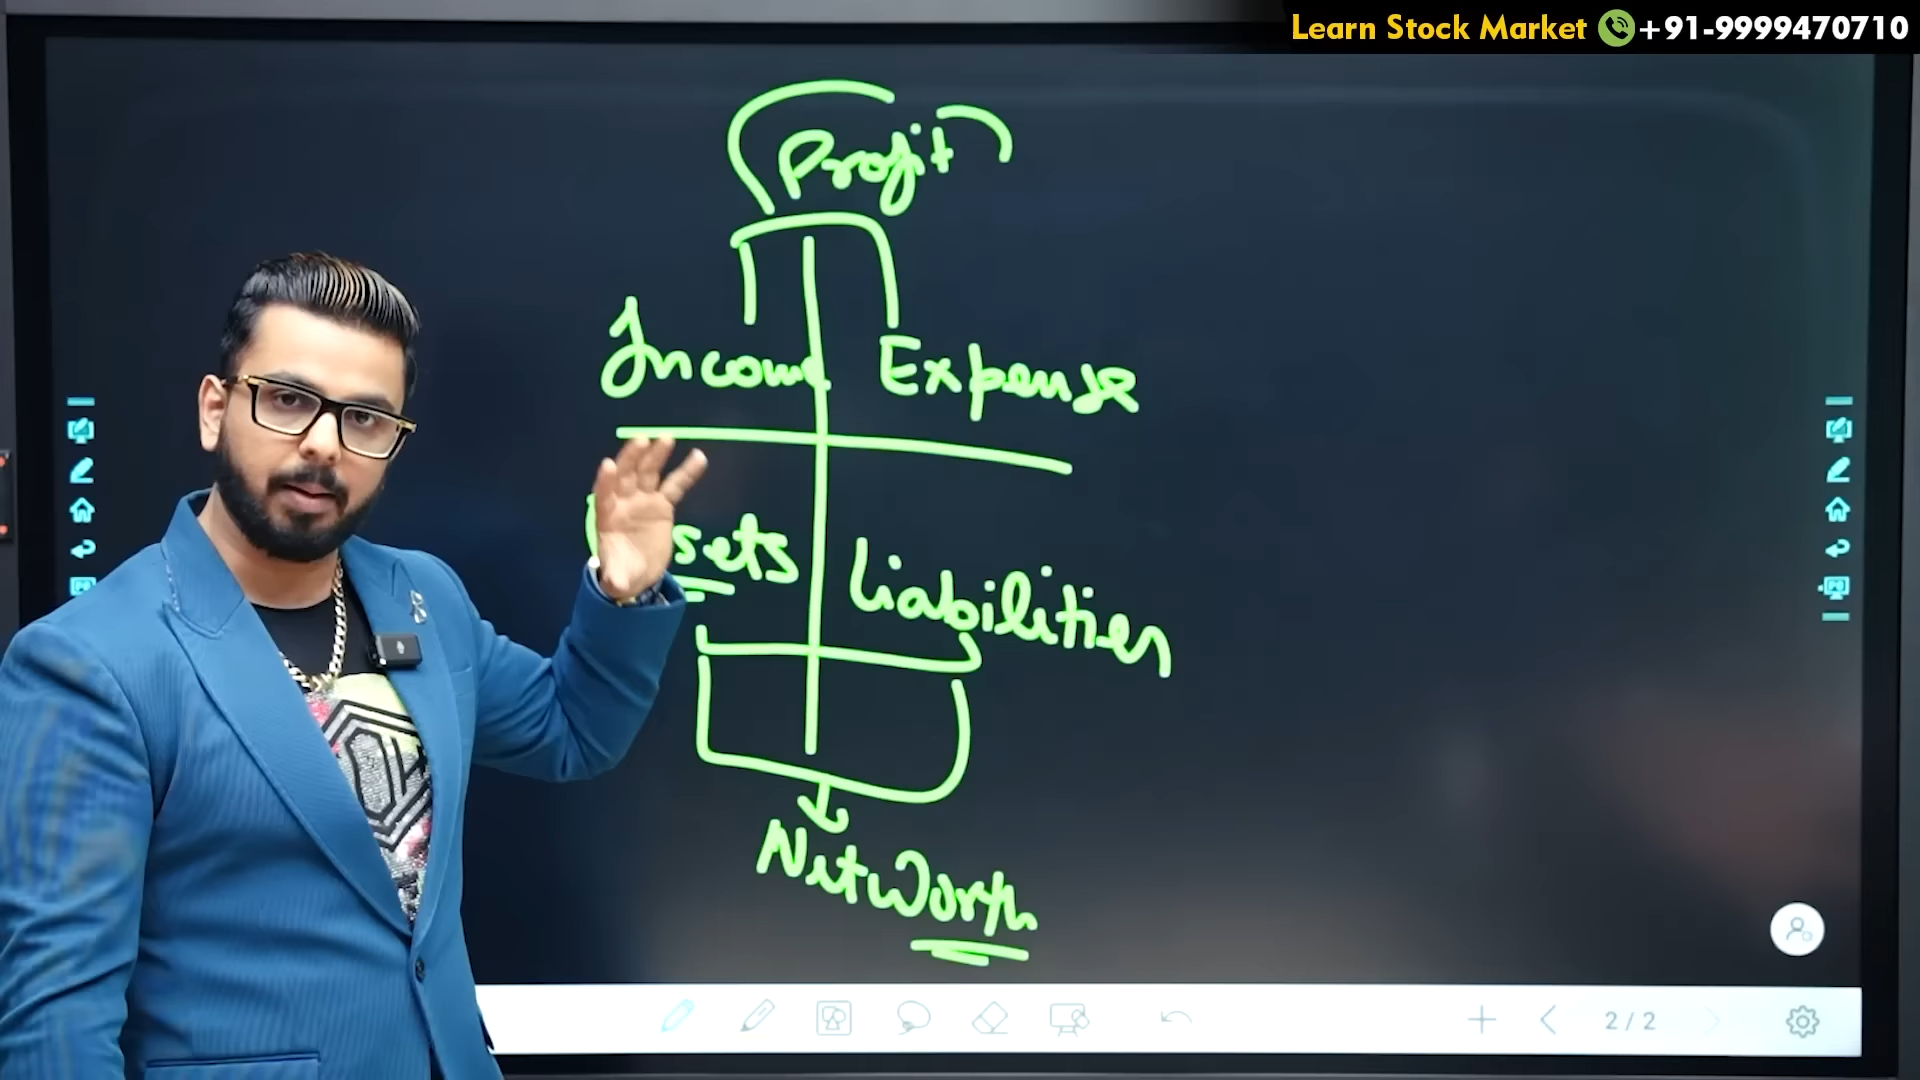 Learn Stock Market +91-9999470710
Profit
Income Expense
sets Liabilities
NetWorth
2/2